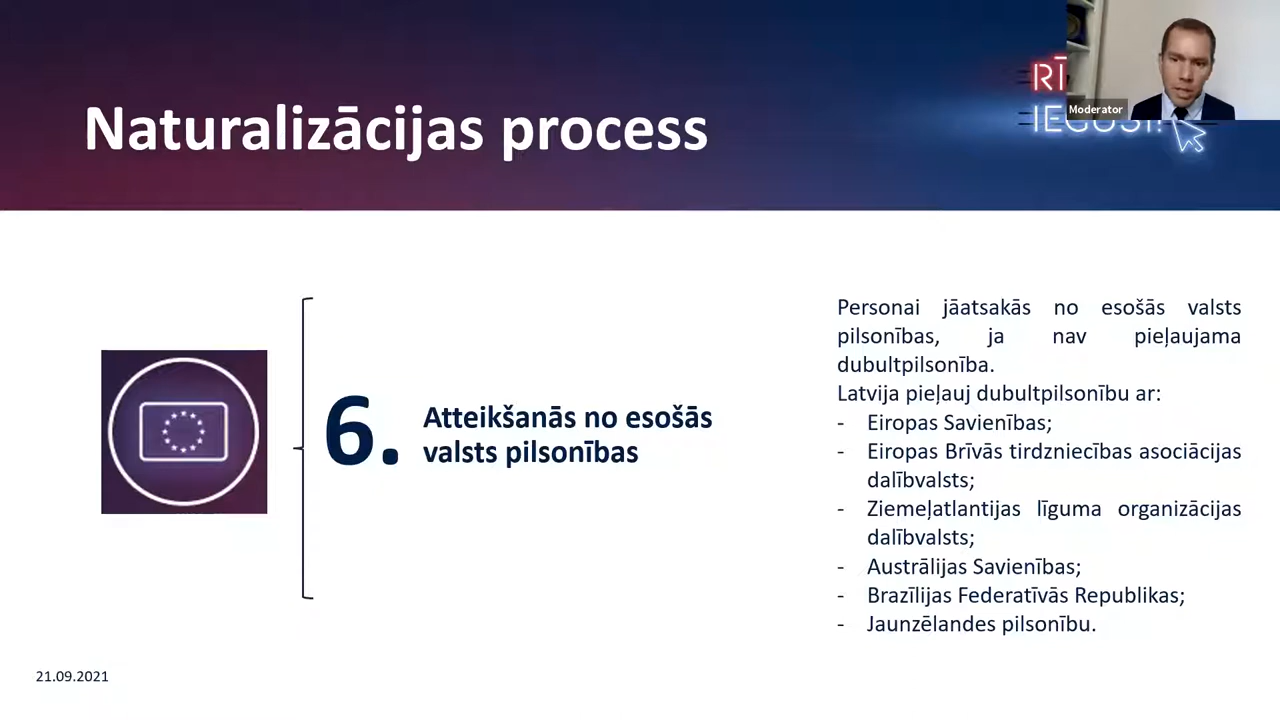 Naturalizācijas process
RĪ
Moderator
6.
Atteikšanās no esošās
valsts pilsonības
Personai jāatsakās no esošās valsts
pilsonības, ja nav pieļaujama
dubultpilsonība.
Latvija pieļauj dubultpilsonību ar:
- Eiropas Savienības;
- Eiropas Brīvās tirdzniecības asociācijas
dalībvalsts;
- Ziemeļatlantijas līguma organizācijas
dalībvalsts;
- Austrālijas Savienības;
- Brazīlijas Federatīvās Republikas;
- Jaunzēlandes pilsonību.
21.09.2021